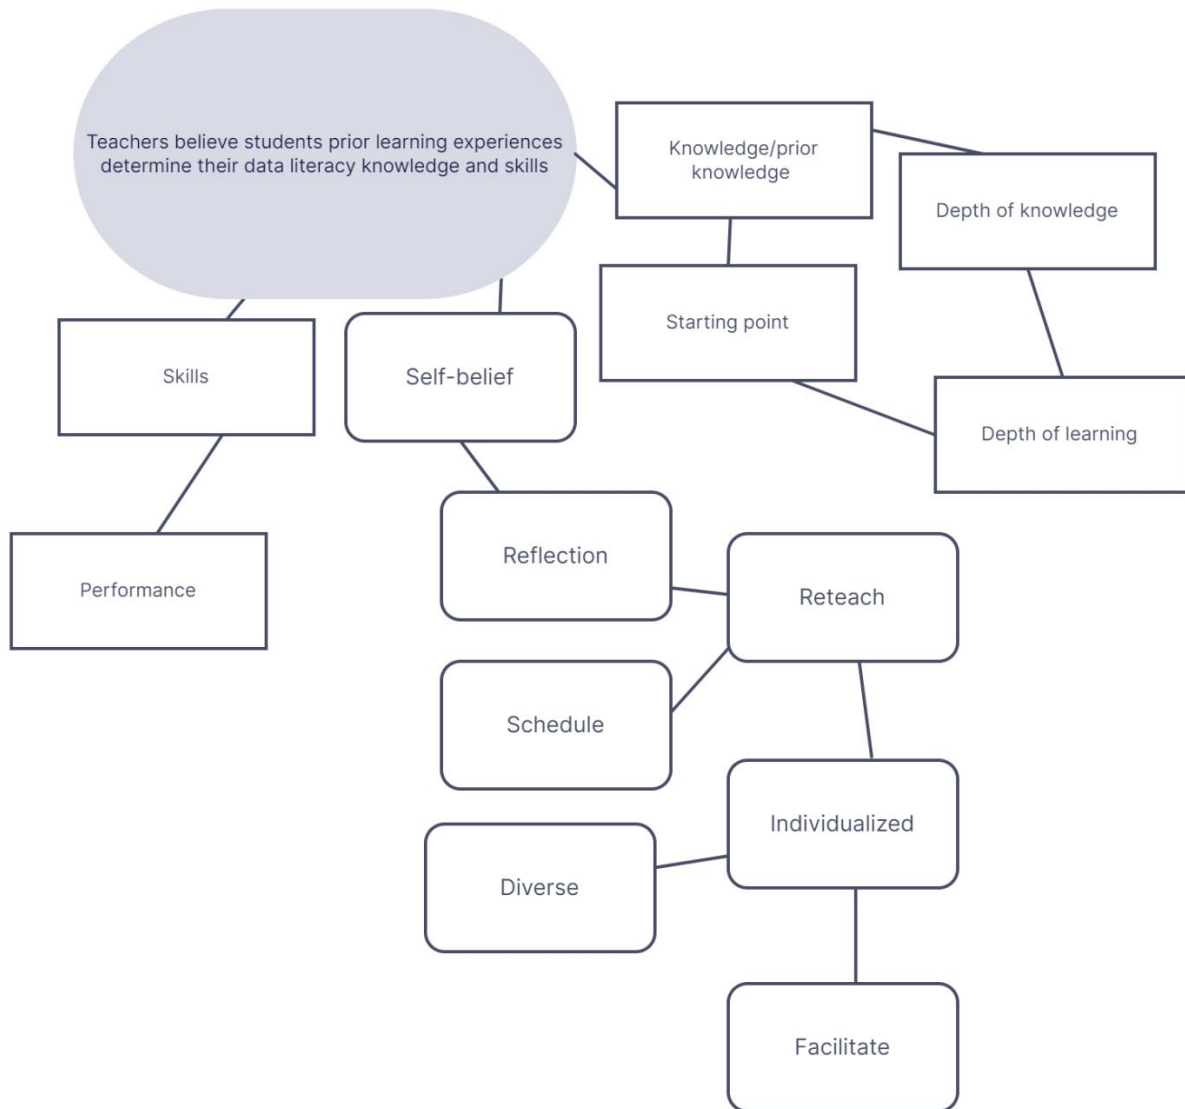 Teachers believe students prior learning experiences
determine their data literacy knowledge and skills
Knowledge/prior
knowledge
Depth of knowledge
Starting point
Skills
Self-belief
Depth of learning
Reflection
Performance
Reteach
Schedule
Individualized
Diverse
Facilitate